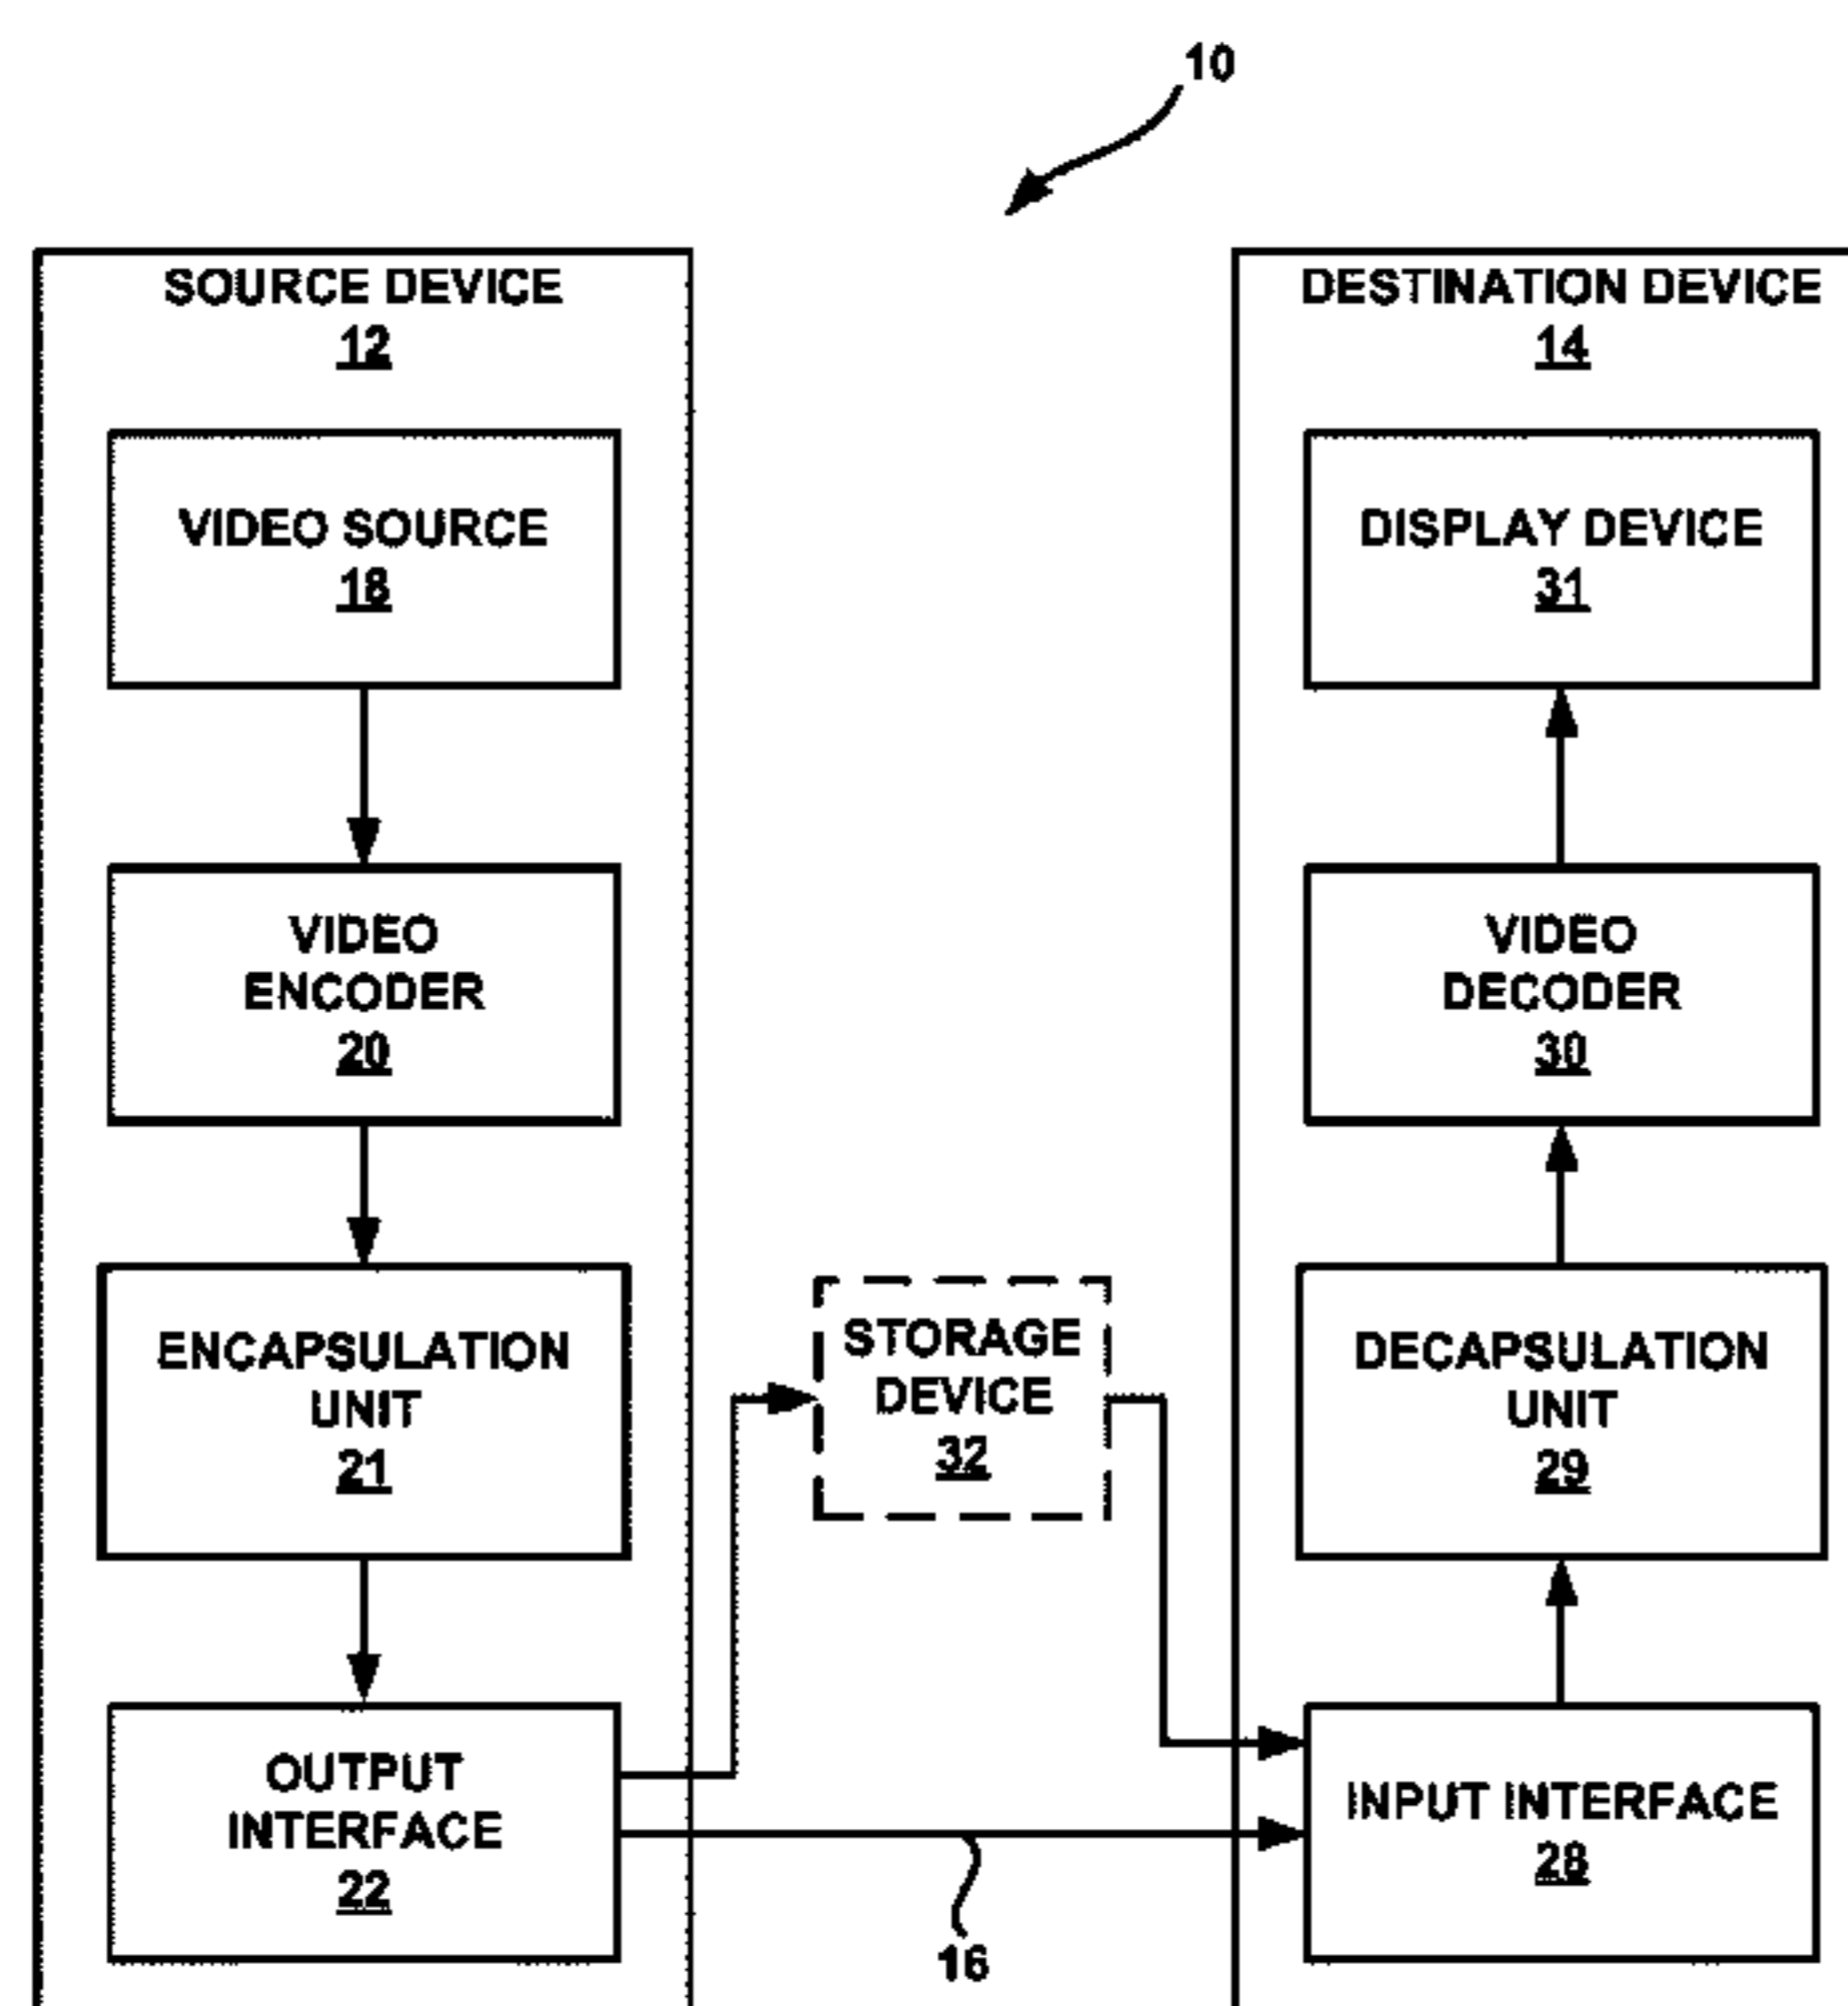 10
SOURCE DEVICE
12
VIDEO SOURCE
18
VIDEO
ENCODER
20
ENCAPSULATION
UNIT
21
OUTPUT
INTERFACE
22
STORAGE
DEVICE
32
16
DESTINATION DEVICE
14
DISPLAY DEVICE
31
VIDEO
DECODER
30
DECAPSULATION
UNIT
29
INPUT INTERFACE
28